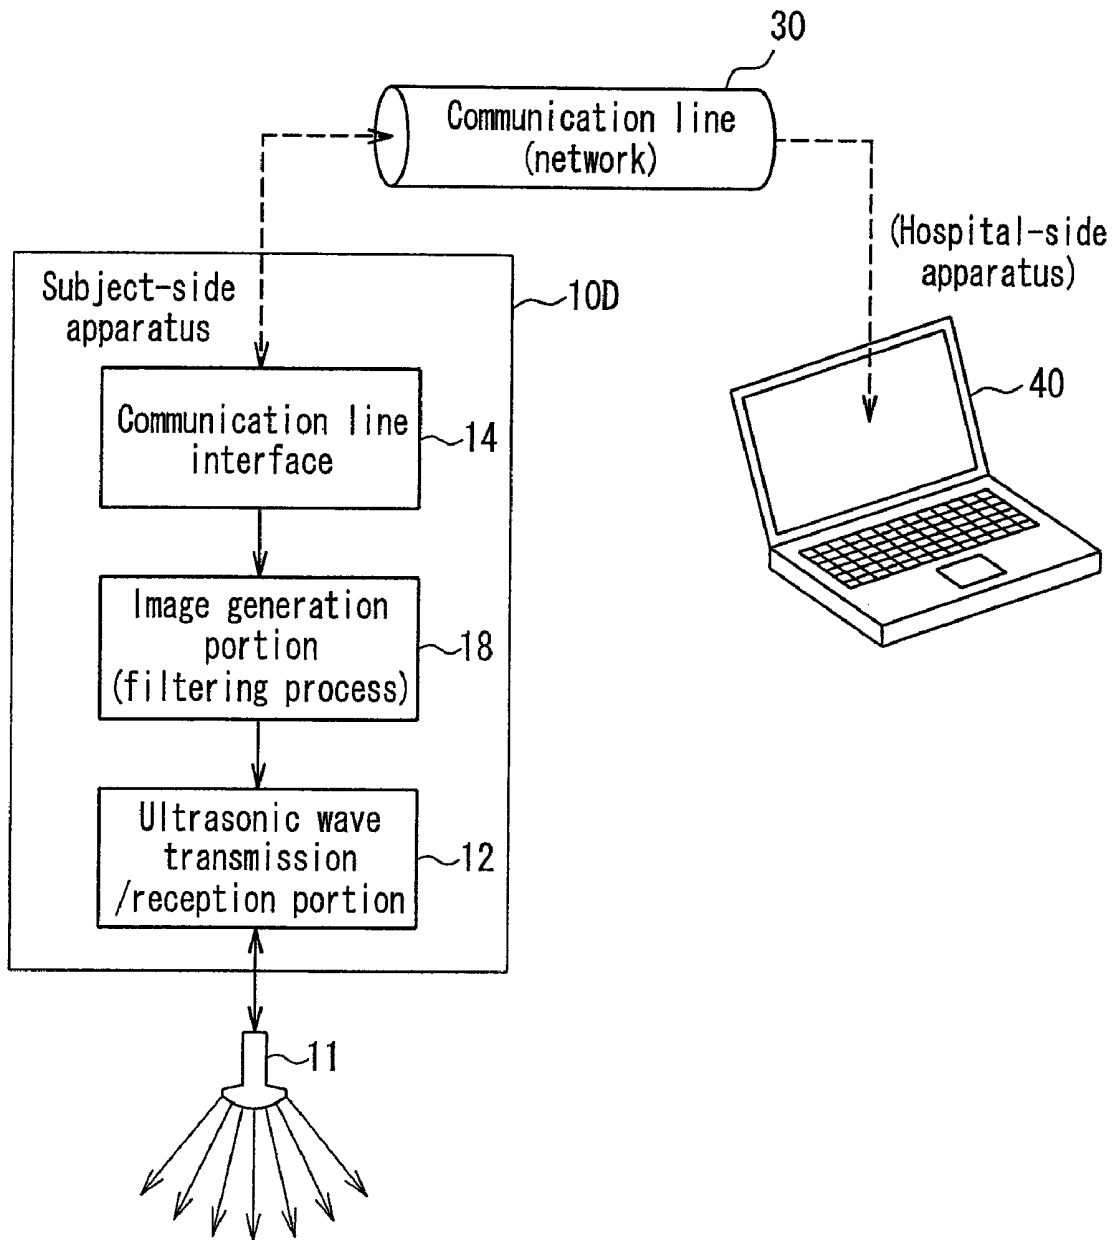 30
Communication line
(network)
(Hospital-side
apparatus)
Subject-side
apparatus
10D
40
Communication line
interface
14
Image generation
portion
(filtering process)
18
Ultrasonic wave
transmission
/reception portion
12
11